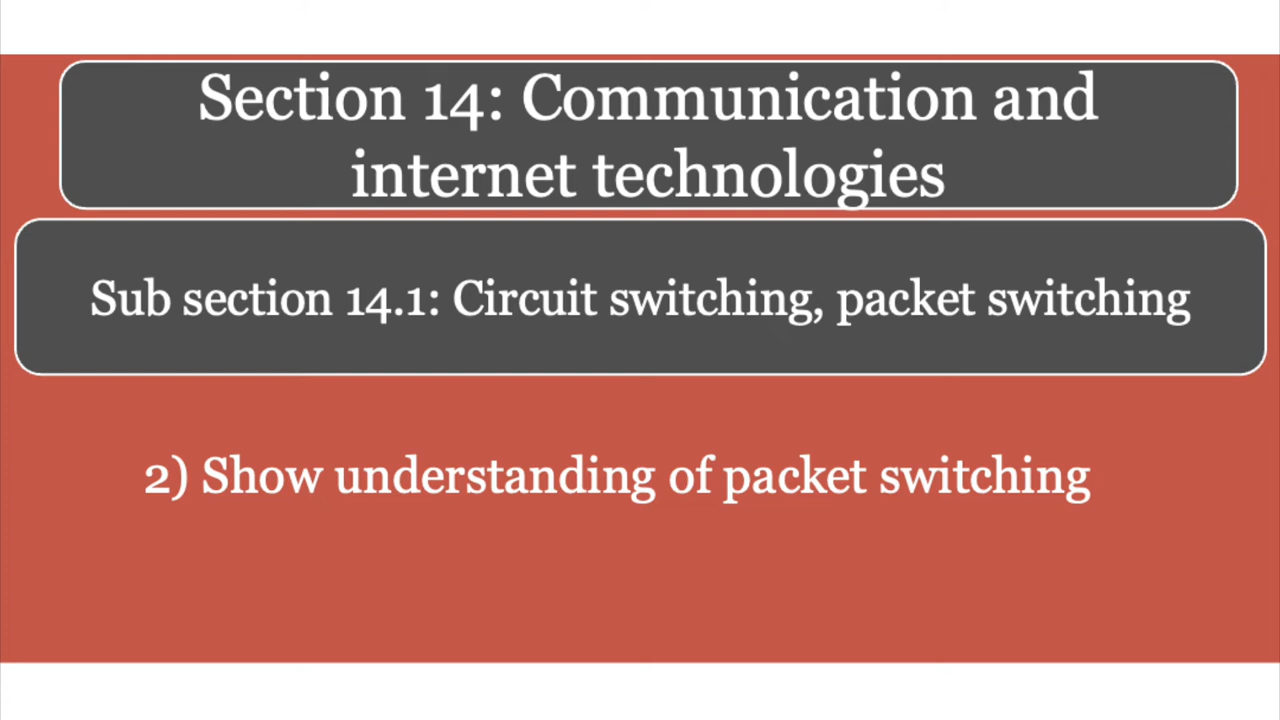 Section 14: Communication and
internet technologies
Sub section 14.1: Circuit switching, packet switching
2) Show understanding of packet switching